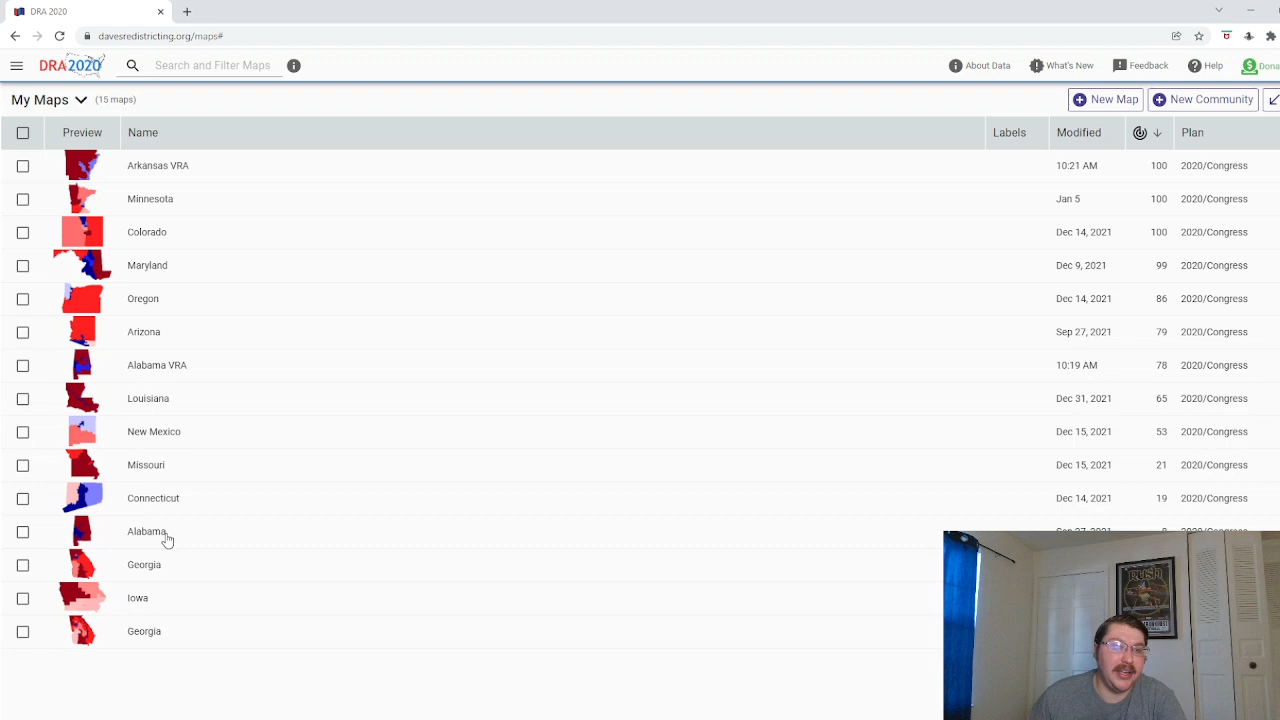 DRA 2020
davesredistricting.org/maps#
DRA2020 Search and Filter Maps About Data What's New Feedback Help Dona
My Maps (15 maps) New Map New Community
Preview Name Labels Modified Plan
Arkansas VRA 10:21 AM 100 2020/Congress
Minnesota Jan 5 100 2020/Congress
Colorado Dec 14, 2021 100 2020/Congress
Maryland Dec 9, 2021 99 2020/Congress
Oregon Dec 14, 2021 86 2020/Congress
Arizona Sep 27, 2021 79 2020/Congress
Alabama VRA 10:19 AM 78 2020/Congress
Louisiana Dec 31, 2021 65 2020/Congress
New Mexico Dec 15, 2021 53 2020/Congress
Missouri Dec 15, 2021 21 2020/Congress
Connecticut Dec 14, 2021 19 2020/Congress
Alabama
Georgia
Iowa
Georgia
RUSH